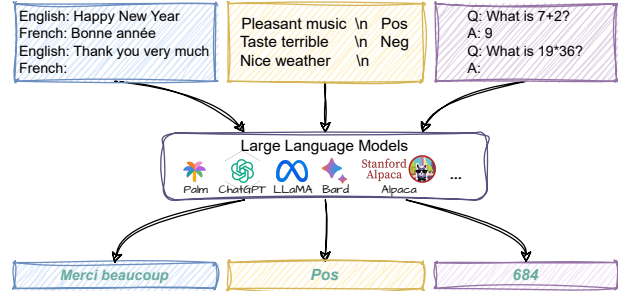 English: Happy New Year
French: Bonne année
English: Thank you very much
French:
Pleasant music \n Pos
Taste terrible \n Neg
Nice weather \n
Q: What is 7+2?
A: 9
Q: What is 19*36?
A:
Large Language Models
Stanford
Alpaca
Palm ChatGPT LLaMA Bard Alpaca ...
Merci beaucoup
Pos
684